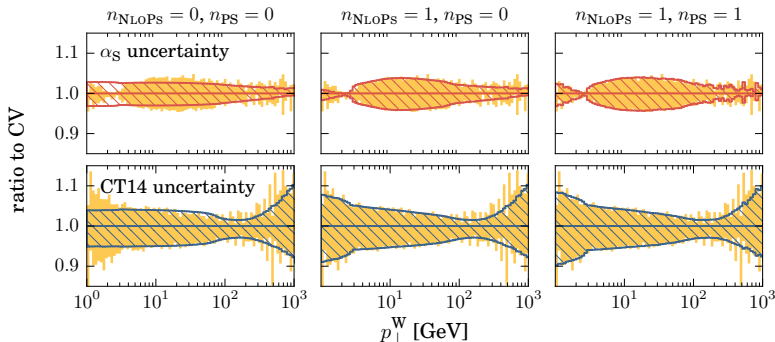 n_NLOPS = 0, n_PS = 0 n_NLOPS = 1, n_PS = 0 n_NLOPS = 1, n_PS = 1
ratio to CV
1.1
1.0
0.9
α_S uncertainty
1.1
1.0
0.9
CT14 uncertainty
10^0 10^1 10^2 10^3 10^1 10^2 10^3 10^1 10^2 10^3
p_⊥^W [GeV]